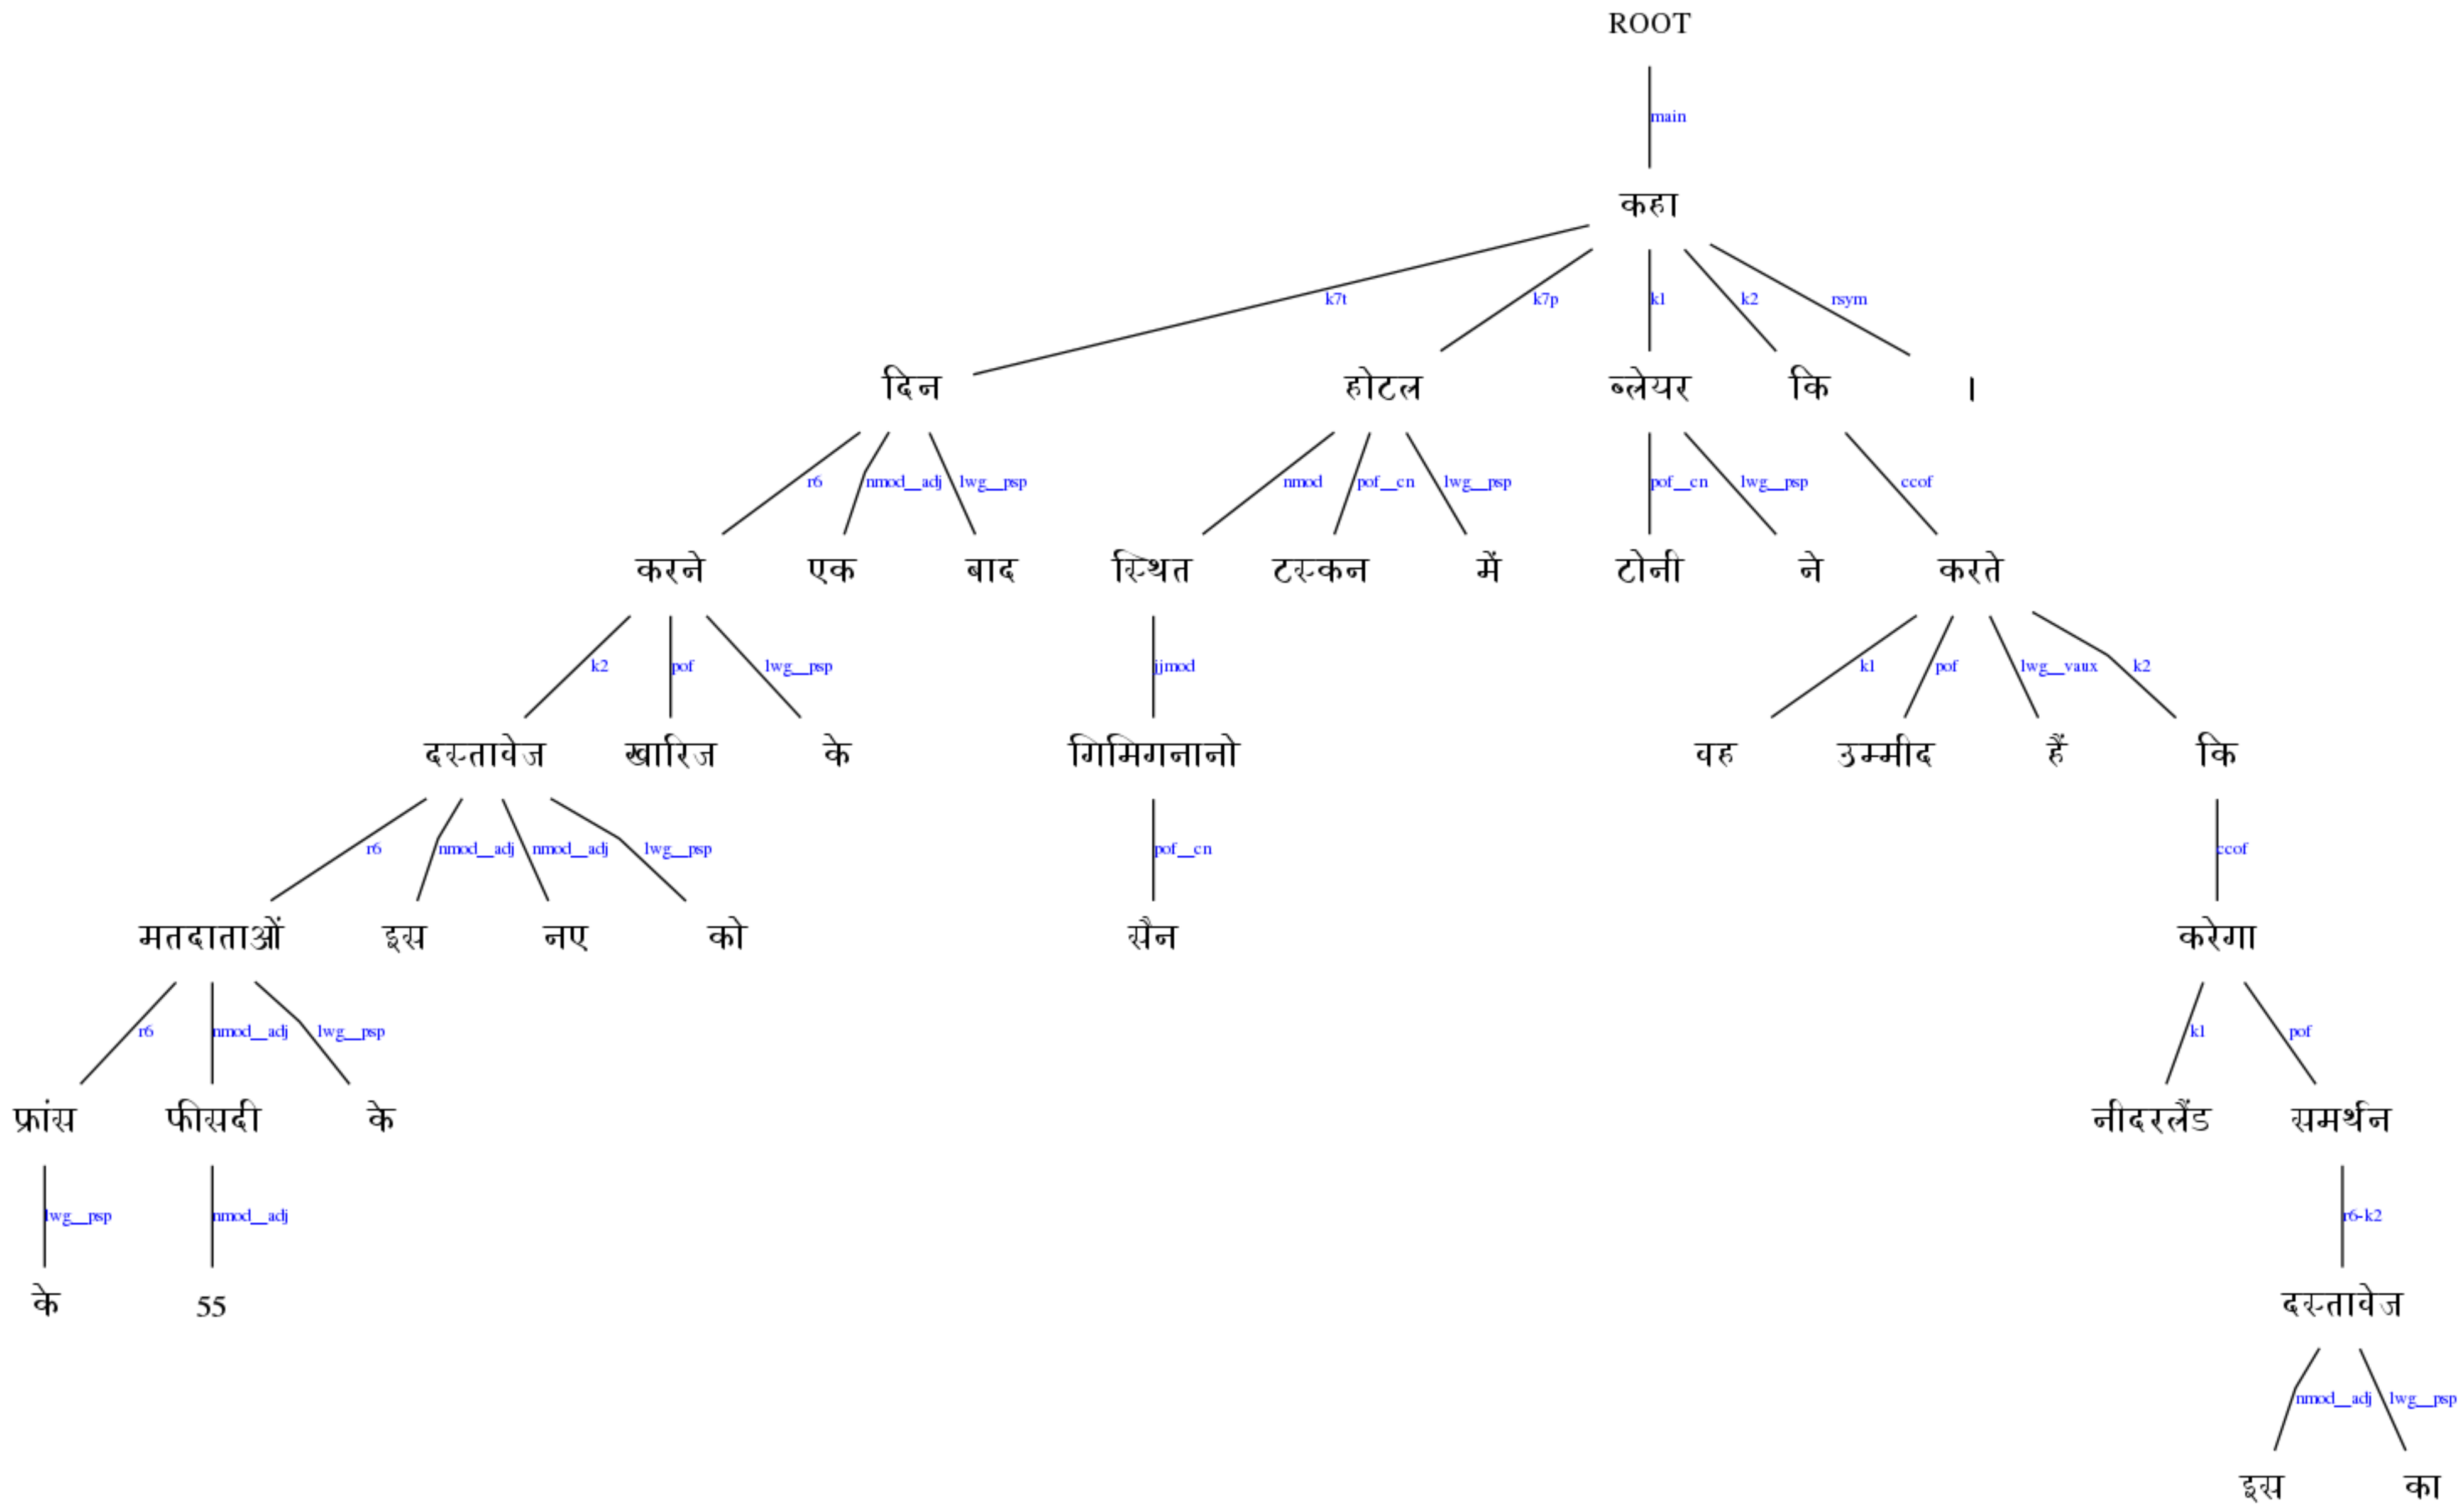 ROOT
main
कहा
k7t k7p k1 k2 rsym
दिन होटल ब्लेयर कि ।
r6 nmod__adj lwg__psp nmod pof__cn lwg__psp pof__cn lwg__psp ccof
करने एक बाद स्थित टस्कन में टोनी ने करते
k2 pof lwg__psp jjmod k1 pof lwg__vaux k2
दस्तावेज खारिज के गिमिगनानो वह उम्मीद हैं कि
r6 nmod__adj nmod__adj lwg__psp pof__cn ccof
मतदाताओं इस नए को सैन करेगा
r6 nmod__adj lwg__psp k1 pof
फ्रांस फीसदी के नीदरलैंड समर्थन
lwg__psp nmod__adj r6-k2
के 55 दस्तावेज
nmod__adj lwg__psp
इस का